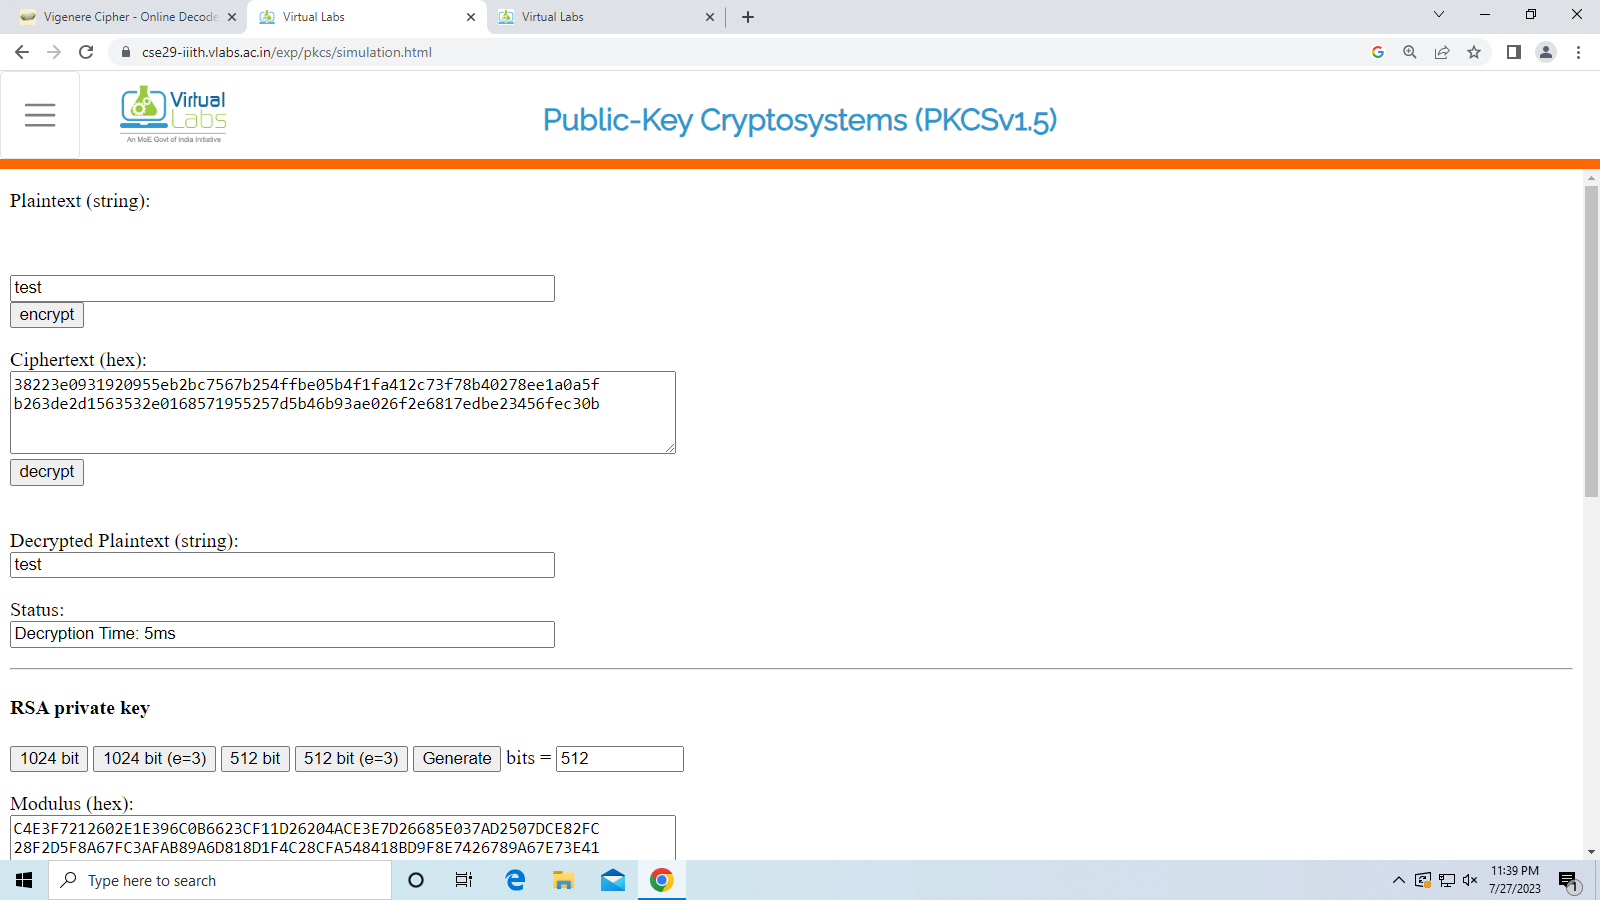 Vigenere Cipher - Online Decode
Virtual Labs
Virtual Labs
cse29-iiith.vlabs.ac.in/exp/pkcs/simulation.html
Virtual
Labs
An MoE Govt of India Initiative
Public-Key Cryptosystems (PKCSv1.5)
Plaintext (string):
test
encrypt
Ciphertext (hex):
38223e0931920955eb2bc7567b254ffbe05b4f1fa412c73f78b40278ee1a0a5f
b263de2d1563532e0168571955257d5b46b93ae026f2e6817edbe23456fec30b
decrypt
Decrypted Plaintext (string):
test
Status:
Decryption Time: 5ms
RSA private key
1024 bit 1024 bit (e=3) 512 bit 512 bit (e=3) Generate bits = 512
Modulus (hex):
C4E3F7212602E1E396C0B6623CF11D26204ACE3E7D26685E037AD2507DCE82FC
28F2D5F8A67FC3AFAB89A6D818D1F4C28CFA548418BD9F8E7426789A67E73E41
Type here to search
11:39 PM
7/27/2023
1